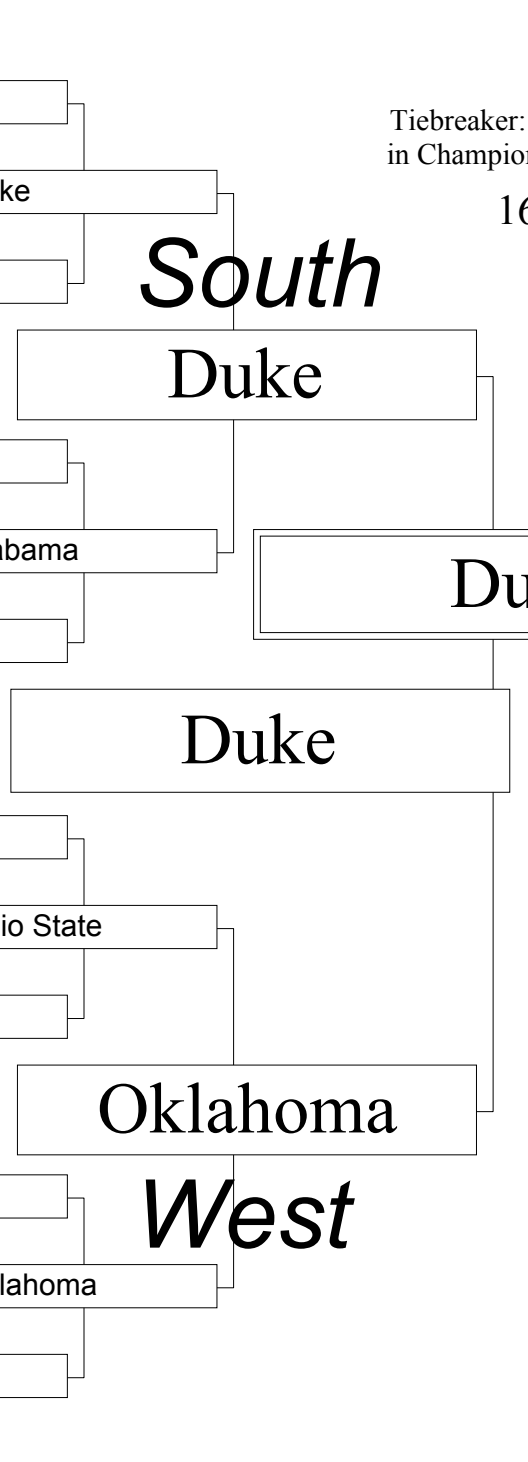 Tiebreaker:
in Champion
ke
16
South
Duke
abama
Du
Duke
io State
Oklahoma
West
lahoma